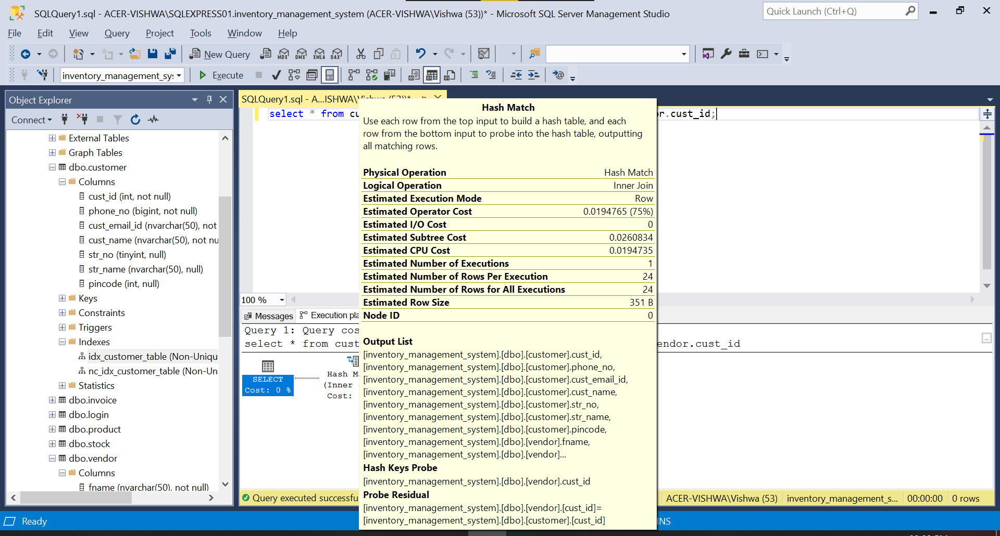 SQLQuery1.sql - ACER-VISHWA\SQLEXPRESS01.inventory_management_system (ACER-VISHWA\Vishwa (53))* - Microsoft SQL Server Management Studio
Quick Launch (Ctrl+Q)
File Edit View Query Project Tools Window Help
New Query MDX DMX XMLA DAX
inventory_management_sys Execute
Object Explorer
Connect
External Tables
Graph Tables
dbo.customer
Columns
cust_id (int, not null)
phone_no (bigint, not null)
cust_email_id (nvarchar(50), not
cust_name (nvarchar(50), not nu
str_no (tinyint, null)
str_name (nvarchar(50), null)
pincode (int, null)
Keys
Constraints
Triggers
Indexes
idx_customer_table (Non-Uniqu
nc_idx_customer_table (Non-Un
Statistics
dbo.invoice
dbo.login
dbo.product
dbo.stock
dbo.vendor
Columns
fname (nvarchar(50), not null)
SQLQuery1.sql - A...ISHWA\Vishwa (53))*
select * from cu
or.cust_id;
100 %
Messages Execution pla
Query 1: Query cos
select * from cust
endor.cust_id
SELECT
Cost: 0 %
Hash M
(Inner
Cost:
Hash Match
Use each row from the top input to build a hash table, and each
row from the bottom input to probe into the hash table, outputting
all matching rows.
Physical Operation Hash Match
Logical Operation Inner Join
Estimated Execution Mode Row
Estimated Operator Cost 0.0194765 (75%)
Estimated I/O Cost 0
Estimated Subtree Cost 0.0260834
Estimated CPU Cost 0.0194735
Estimated Number of Executions 1
Estimated Number of Rows Per Execution 24
Estimated Number of Rows for All Executions 24
Estimated Row Size 351 B
Node ID 0
Output List
[inventory_management_system].[dbo].[customer].cust_id,
[inventory_management_system].[dbo].[customer].phone_no,
[inventory_management_system].[dbo].[customer].cust_email_id,
[inventory_management_system].[dbo].[customer].cust_name,
[inventory_management_system].[dbo].[customer].str_no,
[inventory_management_system].[dbo].[customer].str_name,
[inventory_management_system].[dbo].[customer].pincode,
[inventory_management_system].[dbo].[vendor].fname,
[inventory_management_system].[dbo].[vendor]...
Hash Keys Probe
[inventory_management_system].[dbo].[vendor].cust_id
Probe Residual
[inventory_management_system].[dbo].[vendor].[cust_id]=
[inventory_management_system].[dbo].[customer].[cust_id]
Query executed successfu
ACER-VISHWA\Vishwa (53) inventory_management_s... 00:00:00 0 rows
Ready
INS